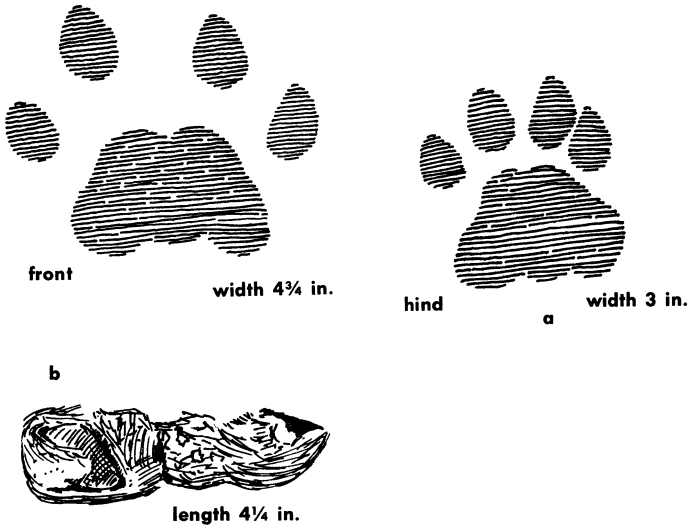 front
width 4¾ in.
hind
width 3 in.
a
b
length 4¼ in.